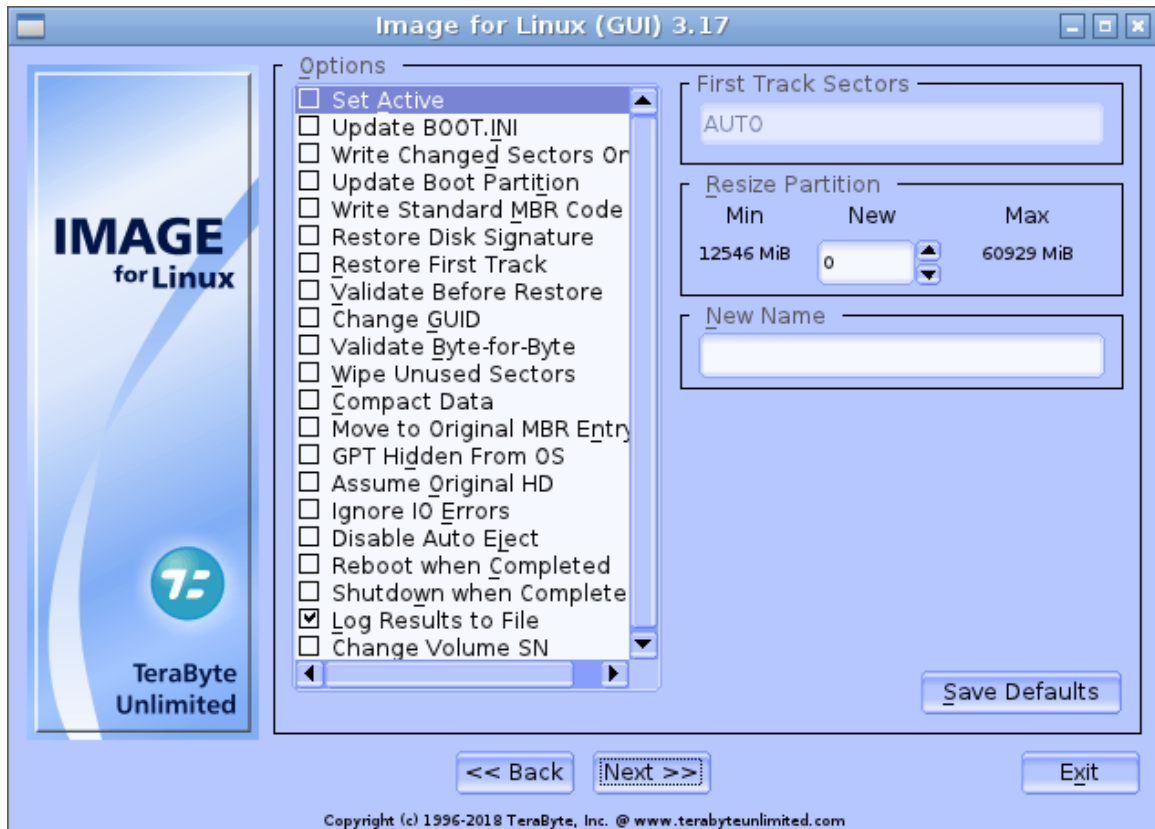 Image for Linux (GUI) 3.17
IMAGE
for Linux
TeraByte
Unlimited
Options
Set Active
Update BOOT.INI
Write Changed Sectors On
Update Boot Partition
Write Standard MBR Code
Restore Disk Signature
Restore First Track
Validate Before Restore
Change GUID
Validate Byte-for-Byte
Wipe Unused Sectors
Compact Data
Move to Original MBR Entry
GPT Hidden From OS
Assume Original HD
Ignore IO Errors
Disable Auto Eject
Reboot when Completed
Shutdown when Complete
Log Results to File
Change Volume SN
First Track Sectors
AUTO
Resize Partition
Min New Max
12546 MiB 0 60929 MiB
New Name
Save Defaults
<< Back Next >> Exit
Copyright (c) 1996-2018 TeraByte, Inc. @ www.terabyteunlimited.com